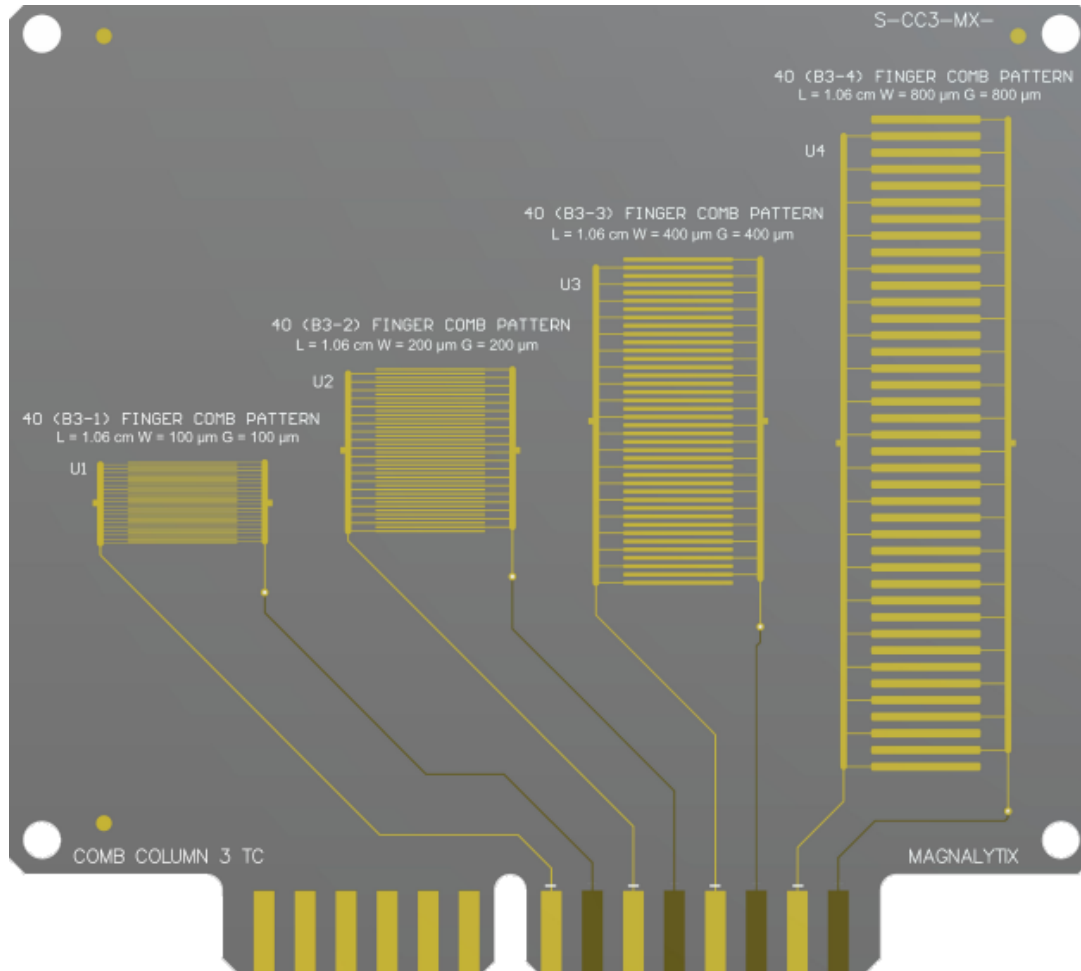 S-CC3-MX-
40 (B3-4) FINGER COMB PATTERN
L = 1.06 cm W = 800 µm G = 800 µm
U4
40 (B3-3) FINGER COMB PATTERN
L = 1.06 cm W = 400 µm G = 400 µm
U3
40 (B3-2) FINGER COMB PATTERN
L = 1.06 cm W = 200 µm G = 200 µm
U2
40 (B3-1) FINGER COMB PATTERN
L = 1.06 cm W = 100 µm G = 100 µm
U1
COMB COLUMN 3 TC
MAGNALYTIX